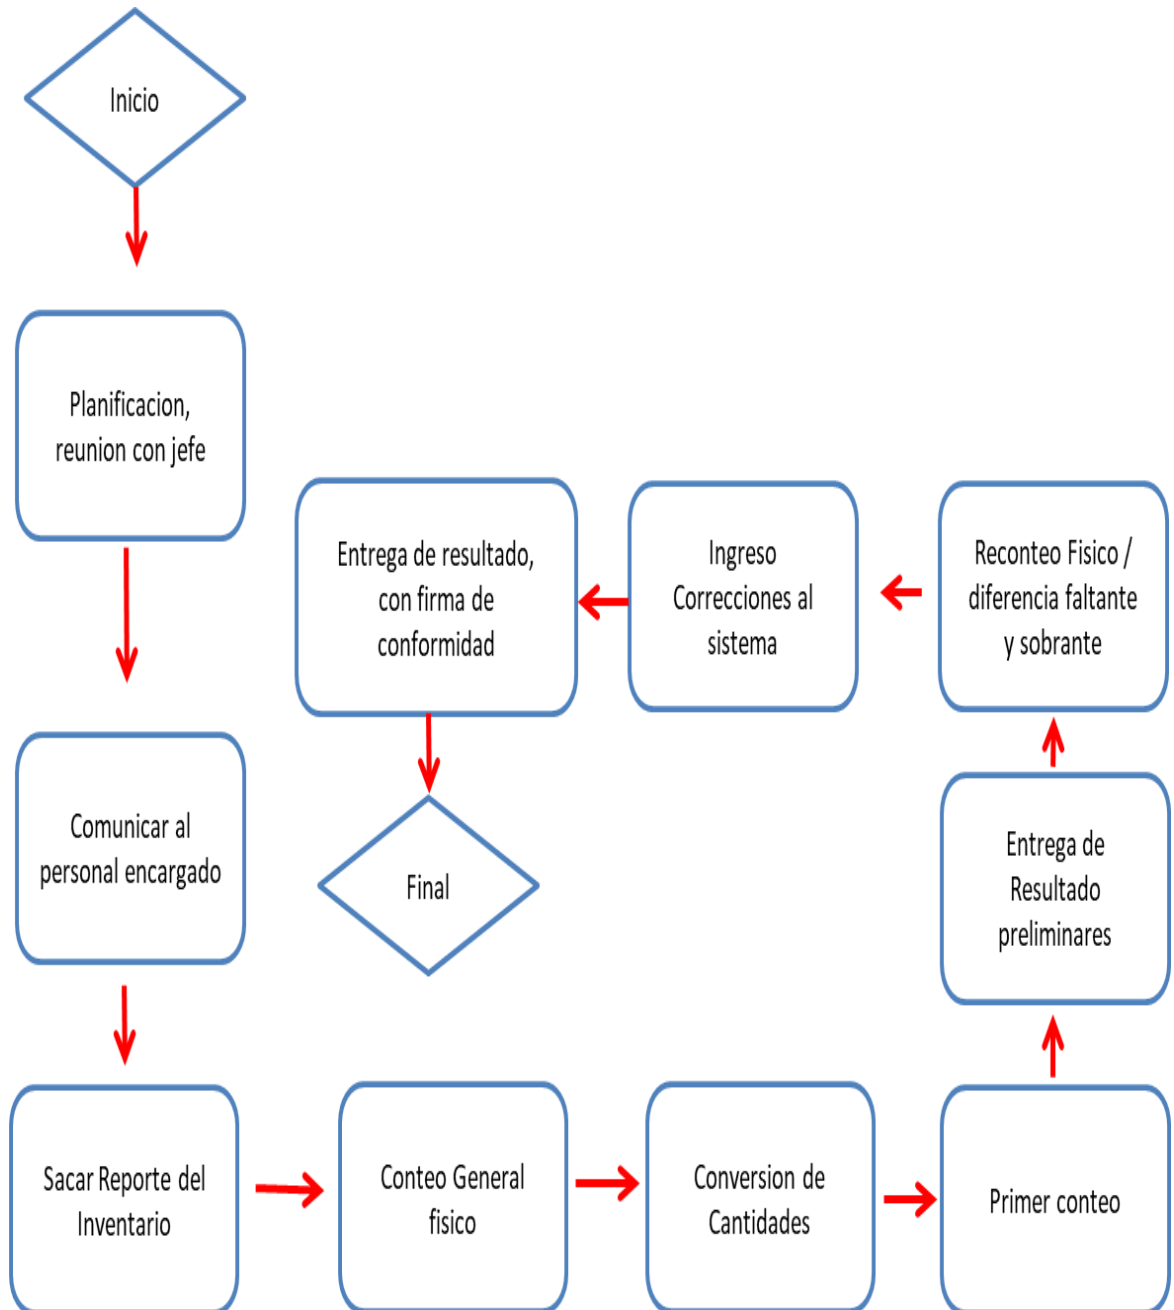 Inicio
Planificacion,
reunion con jefe
Comunicar al
personal encargado
Sacar Reporte del
Inventario
Conteo General
fisico
Conversion de
Cantidades
Primer conteo
Entrega de
Resultado
preliminares
Reconteo Fisico /
diferencia faltante
y sobrante
Ingreso
Correcciones al
sistema
Entrega de resultado,
con firma de
conformidad
Final